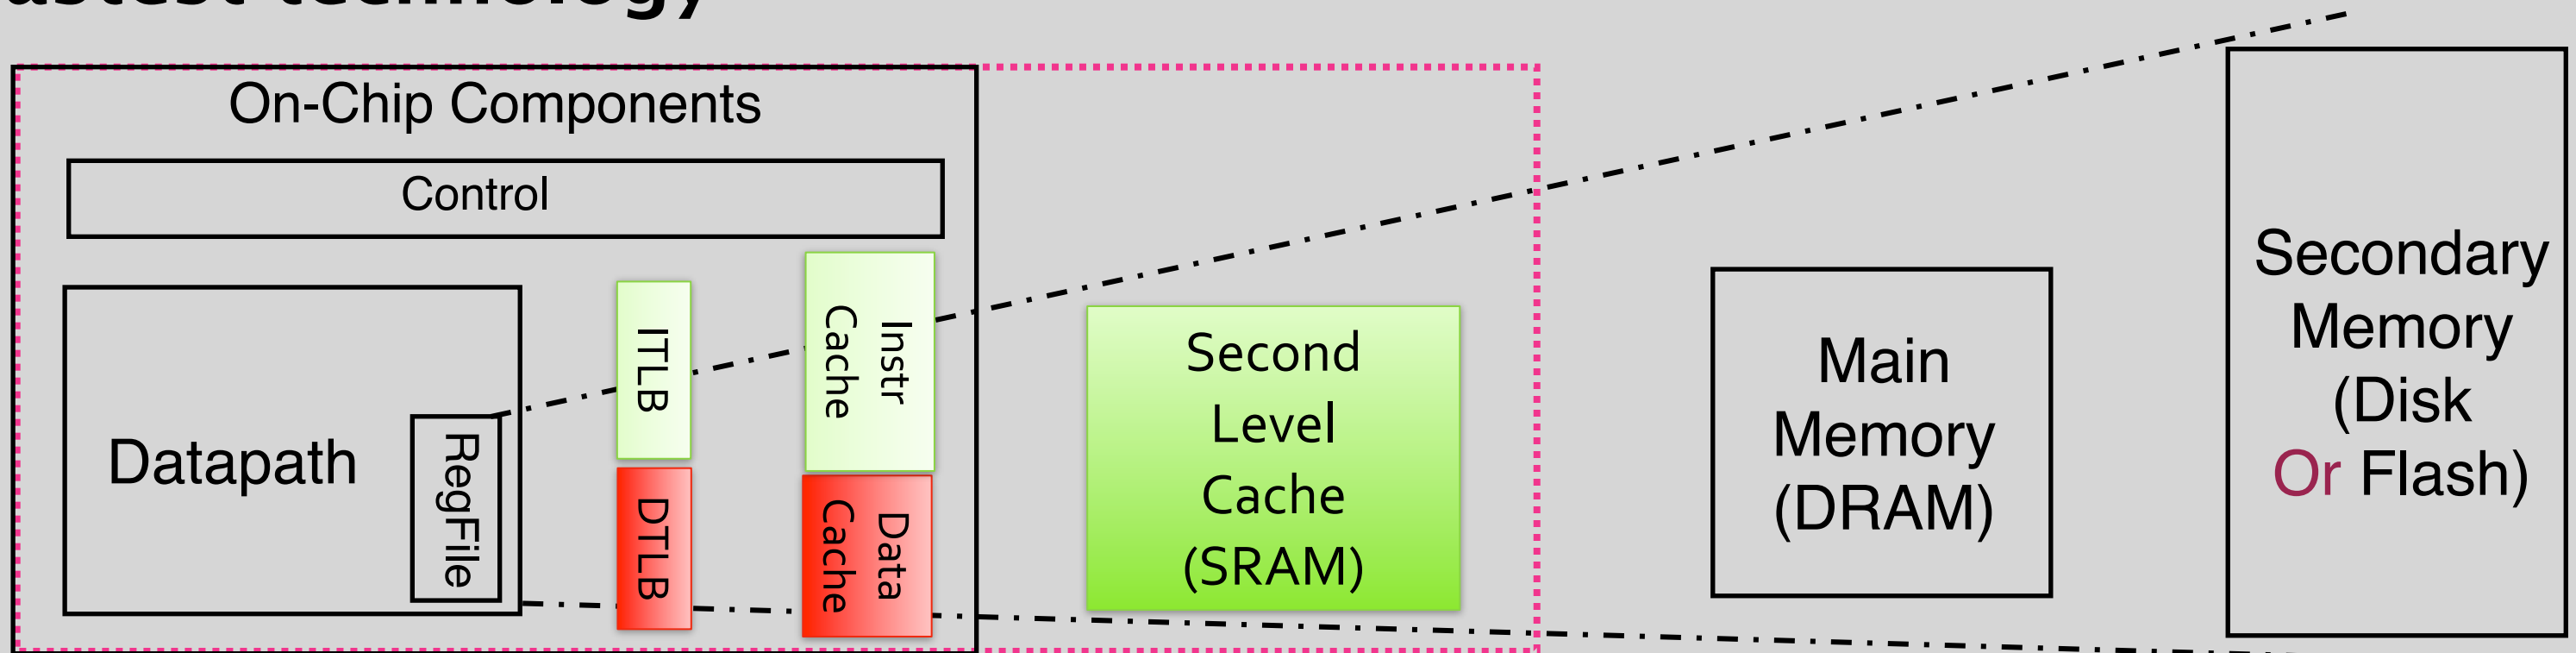 technology
On-Chip Components
Control
Datapath
RegFile
ITLB
DTLB
Instr
Cache
Data
Cache
Second
Level
Cache
(SRAM)
Main
Memory
(DRAM)
Secondary
Memory
(Disk
Or Flash)